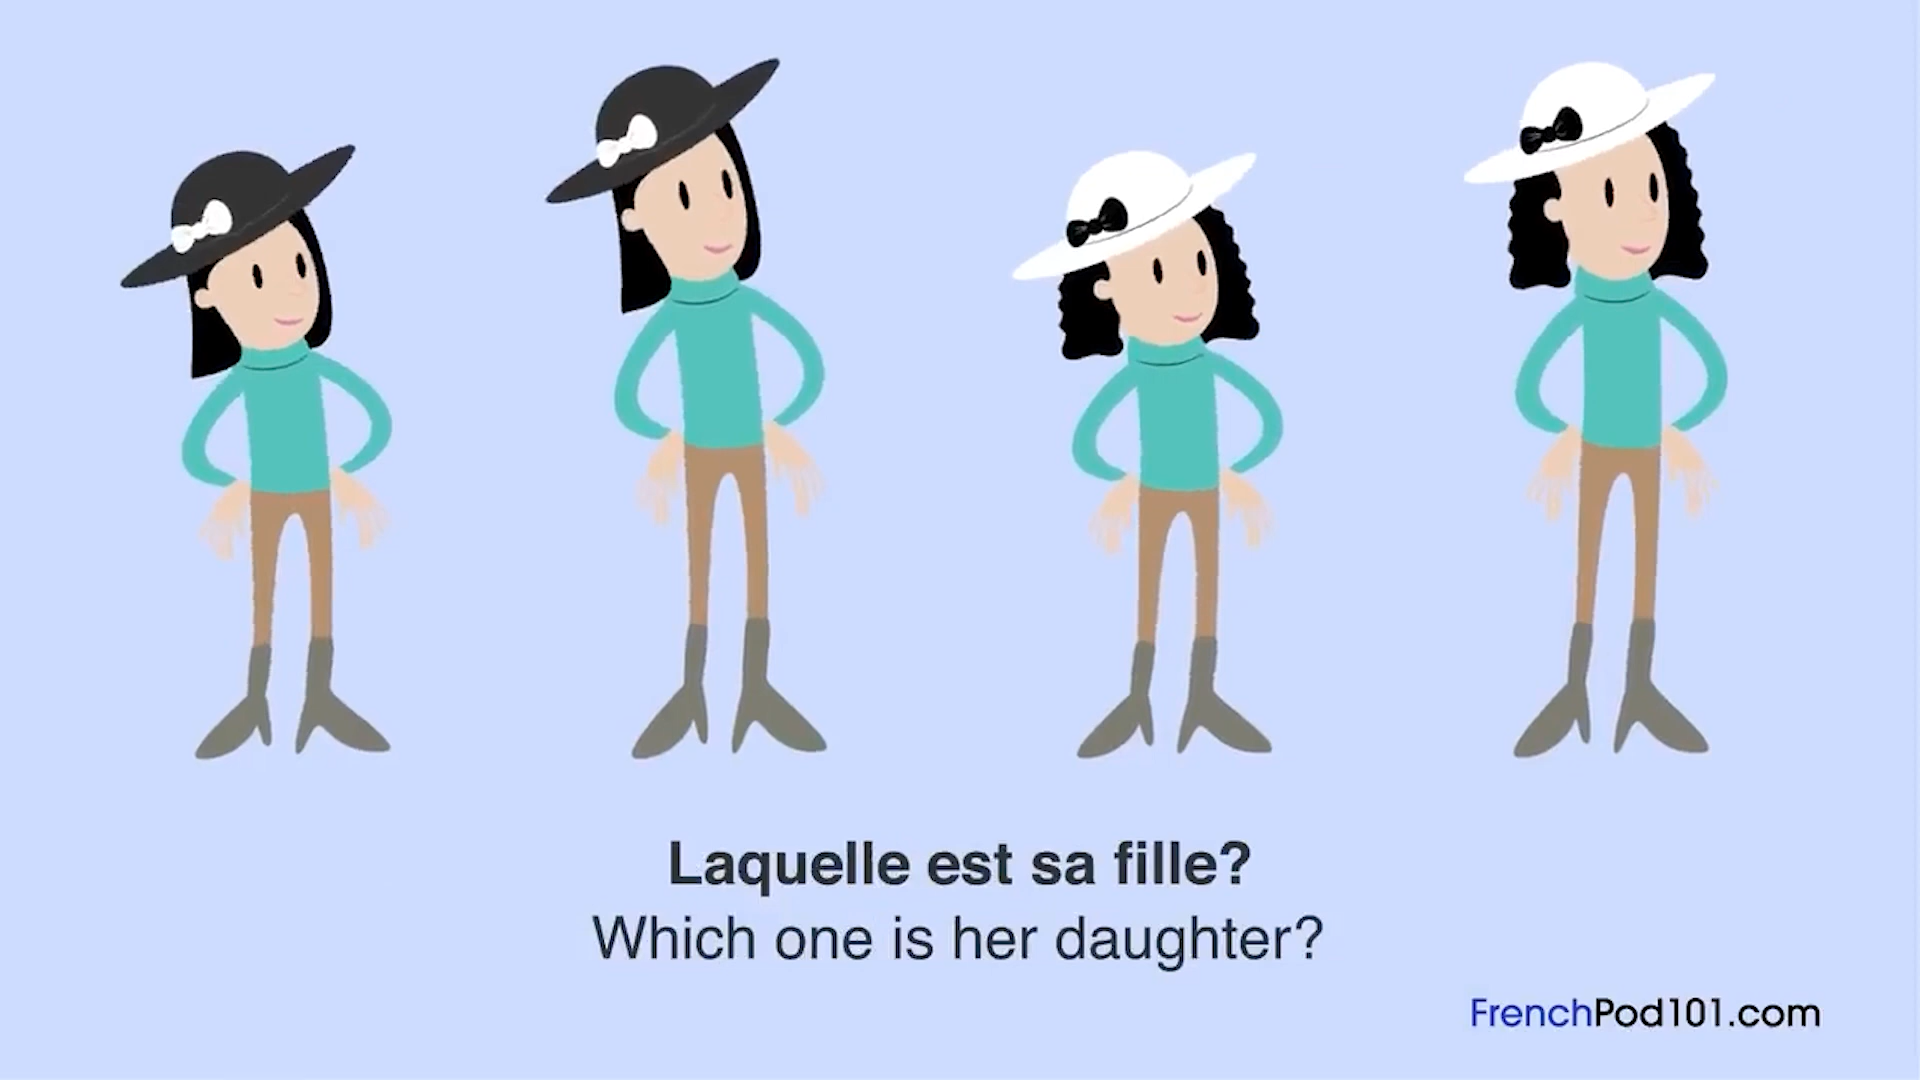 Laquelle est sa fille?
Which one is her daughter?
FrenchPod101.com